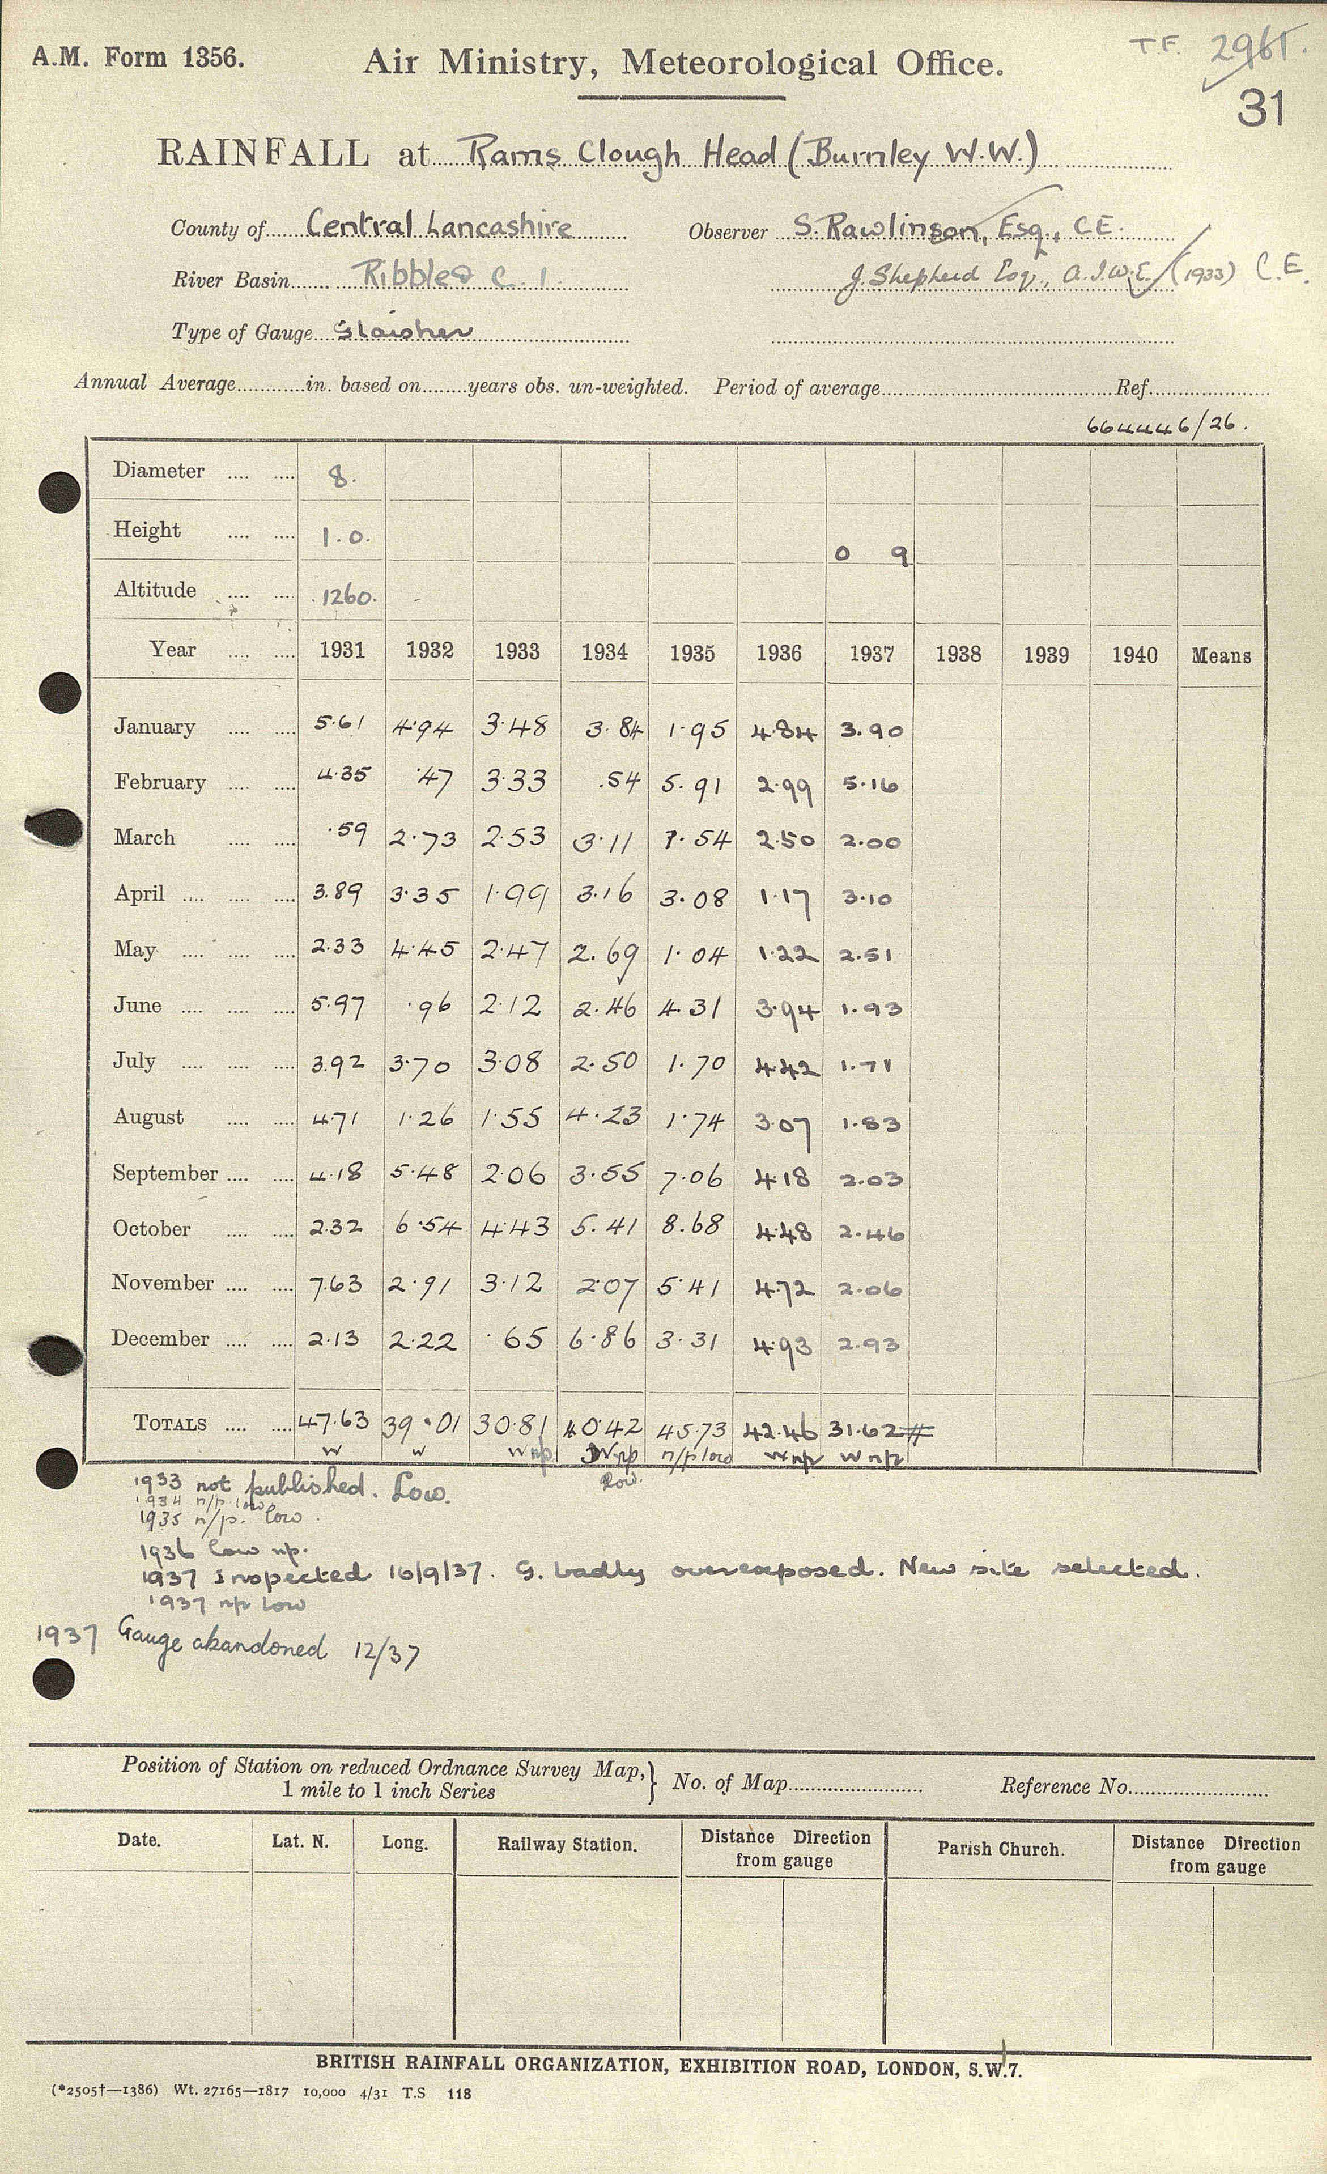 A.M. Form 1356.
Air Ministry, Meteorological Office.
T.F. 2961.
31
RAINFALL at Rams Clough Head (Burnley W.W.)
County of Central Lancashire Observer S. Rawlinson, Esq., C.E.
River Basin Ribble C. 1. J. Shepherd Esq., A.I.W.E. (1933) C.E.
Type of Gauge Glaisher
Annual Average in. based on years obs. un-weighted. Period of average Ref.
664446/26.
Diameter 8.
Height 1.0. 0 9
Altitude 1260.
Year 1931 1932 1933 1934 1935 1936 1937 1938 1939 1940 Means
January 5.61 4.94 3.48 3.84 1.95 4.84 3.90
February 4.35 .47 3.33 .54 5.91 2.99 5.16
March .59 2.73 2.53 3.11 1.54 2.50 2.00
April 3.89 3.35 1.99 3.16 3.08 1.17 3.10
May 2.33 4.45 2.47 2.69 1.04 1.22 2.51
June 5.97 .96 2.12 2.46 4.31 3.94 1.93
July 3.92 3.70 3.08 2.50 1.70 4.42 1.71
August 4.71 1.26 1.55 4.23 1.74 3.07 1.83
September 4.18 5.48 2.06 3.55 7.06 4.18 2.03
October 2.32 6.54 4.43 5.41 8.68 4.48 2.46
November 7.63 2.91 3.12 2.07 5.41 4.72 2.06
December 2.13 2.22 .65 6.86 3.31 4.93 2.93
TOTALS 47.63 39.01 30.81 40.42 45.73 42.46 31.62 #
w w w np W np n/p low w np w n/p
low.
1933 not published. Low.
1934 n/p low
1935 n/p. low.
1936 low np.
1937 Inspected 16/9/37. G. badly overexposed. New site selected.
1937 np Low
1937 Gauge abandoned 12/37
Position of Station on reduced Ordnance Survey Map, } No. of Map Reference No.
1 mile to 1 inch Series
Date. Lat. N. Long. Railway Station. Distance Direction from gauge Parish Church. Distance Direction from gauge
BRITISH RAINFALL ORGANIZATION, EXHIBITION ROAD, LONDON, S.W.7.
(*2505†—1386) Wt. 27165—1817 10,000 4/31 T.S 118